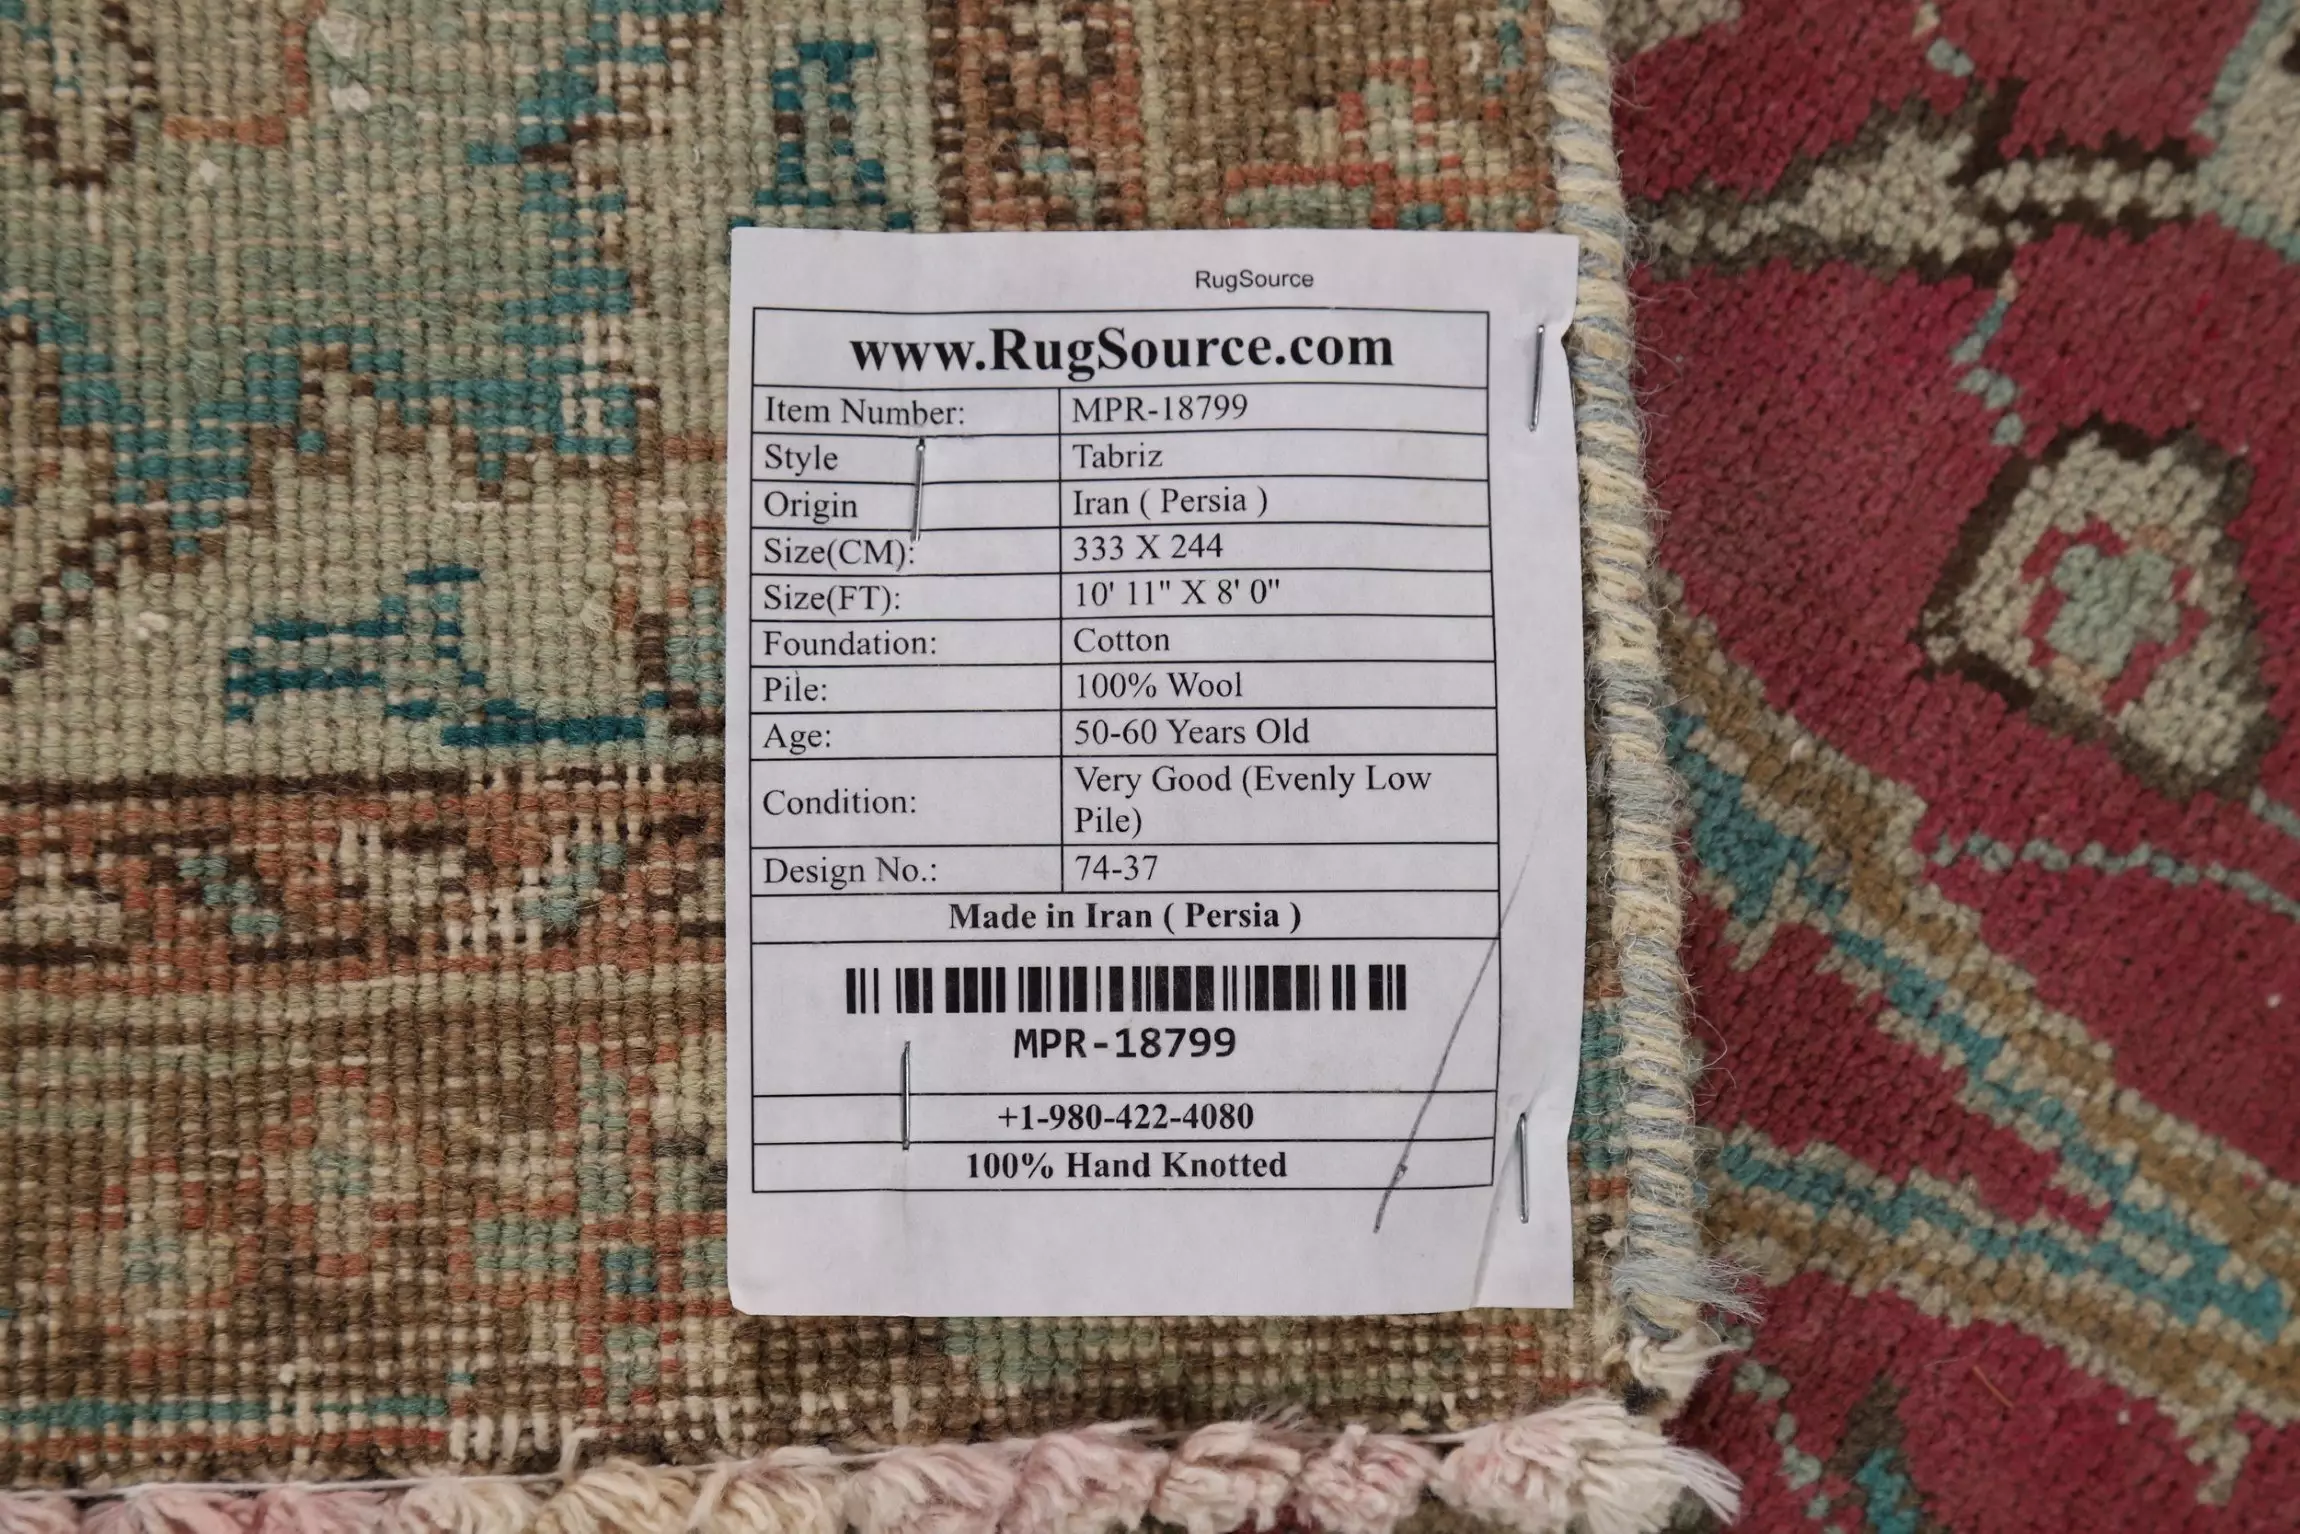 RugSource
www.RugSource.com
Item Number: MPR-18799
Style Tabriz
Origin Iran ( Persia )
Size(CM): 333 X 244
Size(FT): 10' 11" X 8' 0"
Foundation: Cotton
Pile: 100% Wool
Age: 50-60 Years Old
Condition: Very Good (Evenly Low
Pile)
Design No.: 74-37
Made in Iran ( Persia )
MPR-18799
+1-980-422-4080
100% Hand Knotted